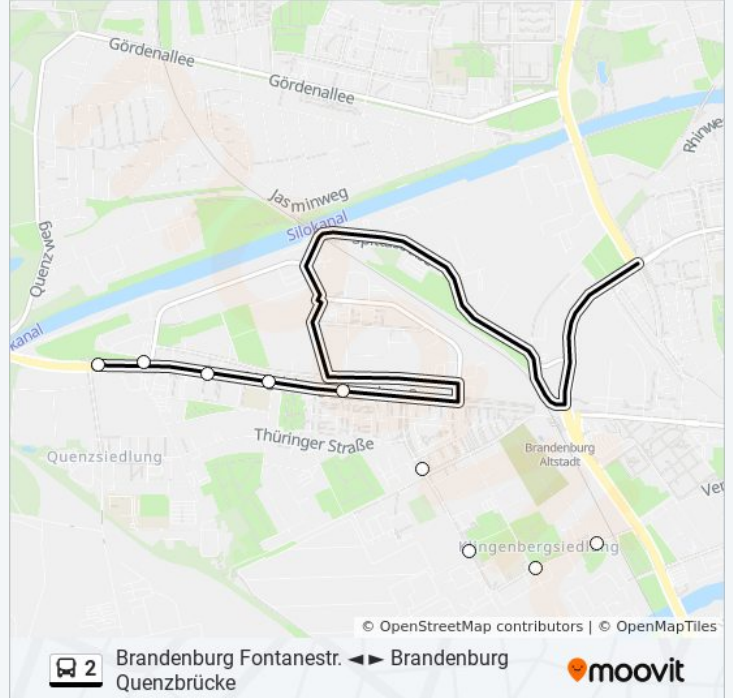 Gördenallee
Gördenallee
Rhinwe
Jasminweg
Silokanal
Quenzweg
kanal
Thüringer Straße
Quenzsiedlung
Brandenburg
Altstadt
Ver
Klingenbergsiedlung
© OpenStreetMap contributors | © OpenMapTiles
2
Brandenburg Fontanestr. ◄► Brandenburg
Quenzbrücke
moovit